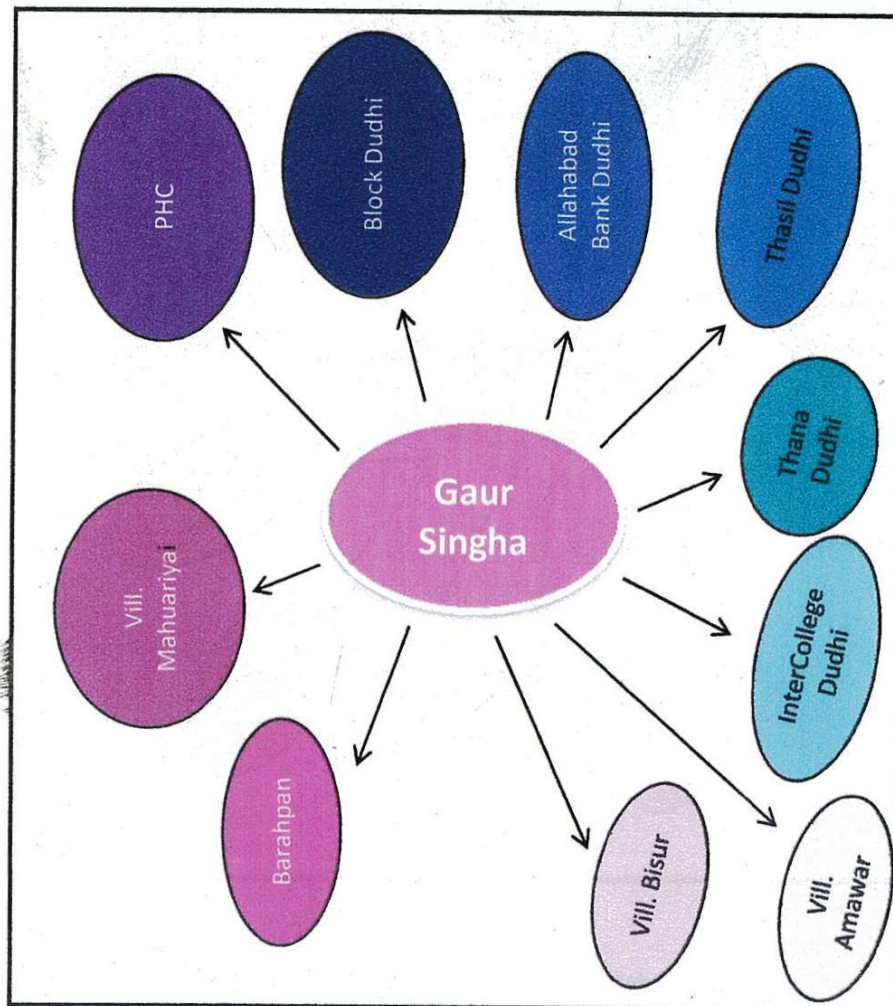 PHC
Block Dudhi
Allahabad
Bank Dudhi
Thasil Dudhi
Vill.
Mahuariyai
Gaur
Singha
Thana
Dudhi
InterCollege
Dudhi
Barahpan
Vill. Bisur
Vill.
Amawar